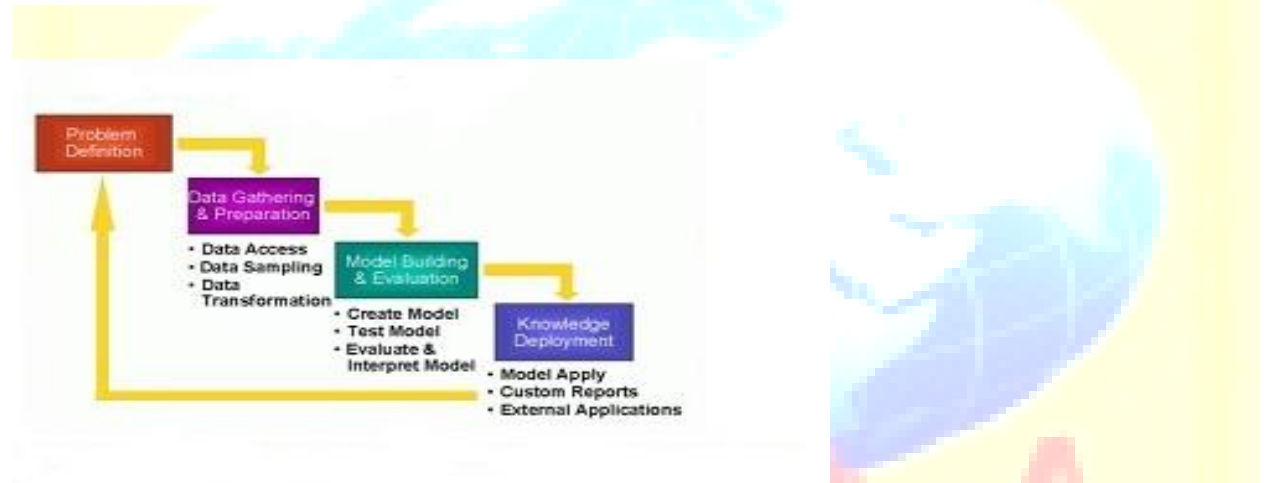 Problem
Definition
Data Gathering
& Preparation
• Data Access
• Data Sampling
• Data
Transformation
Model Building
& Evaluation
• Create Model
• Test Model
• Evaluate &
Interpret Model
Knowledge
Deployment
• Model Apply
• Custom Reports
• External Applications